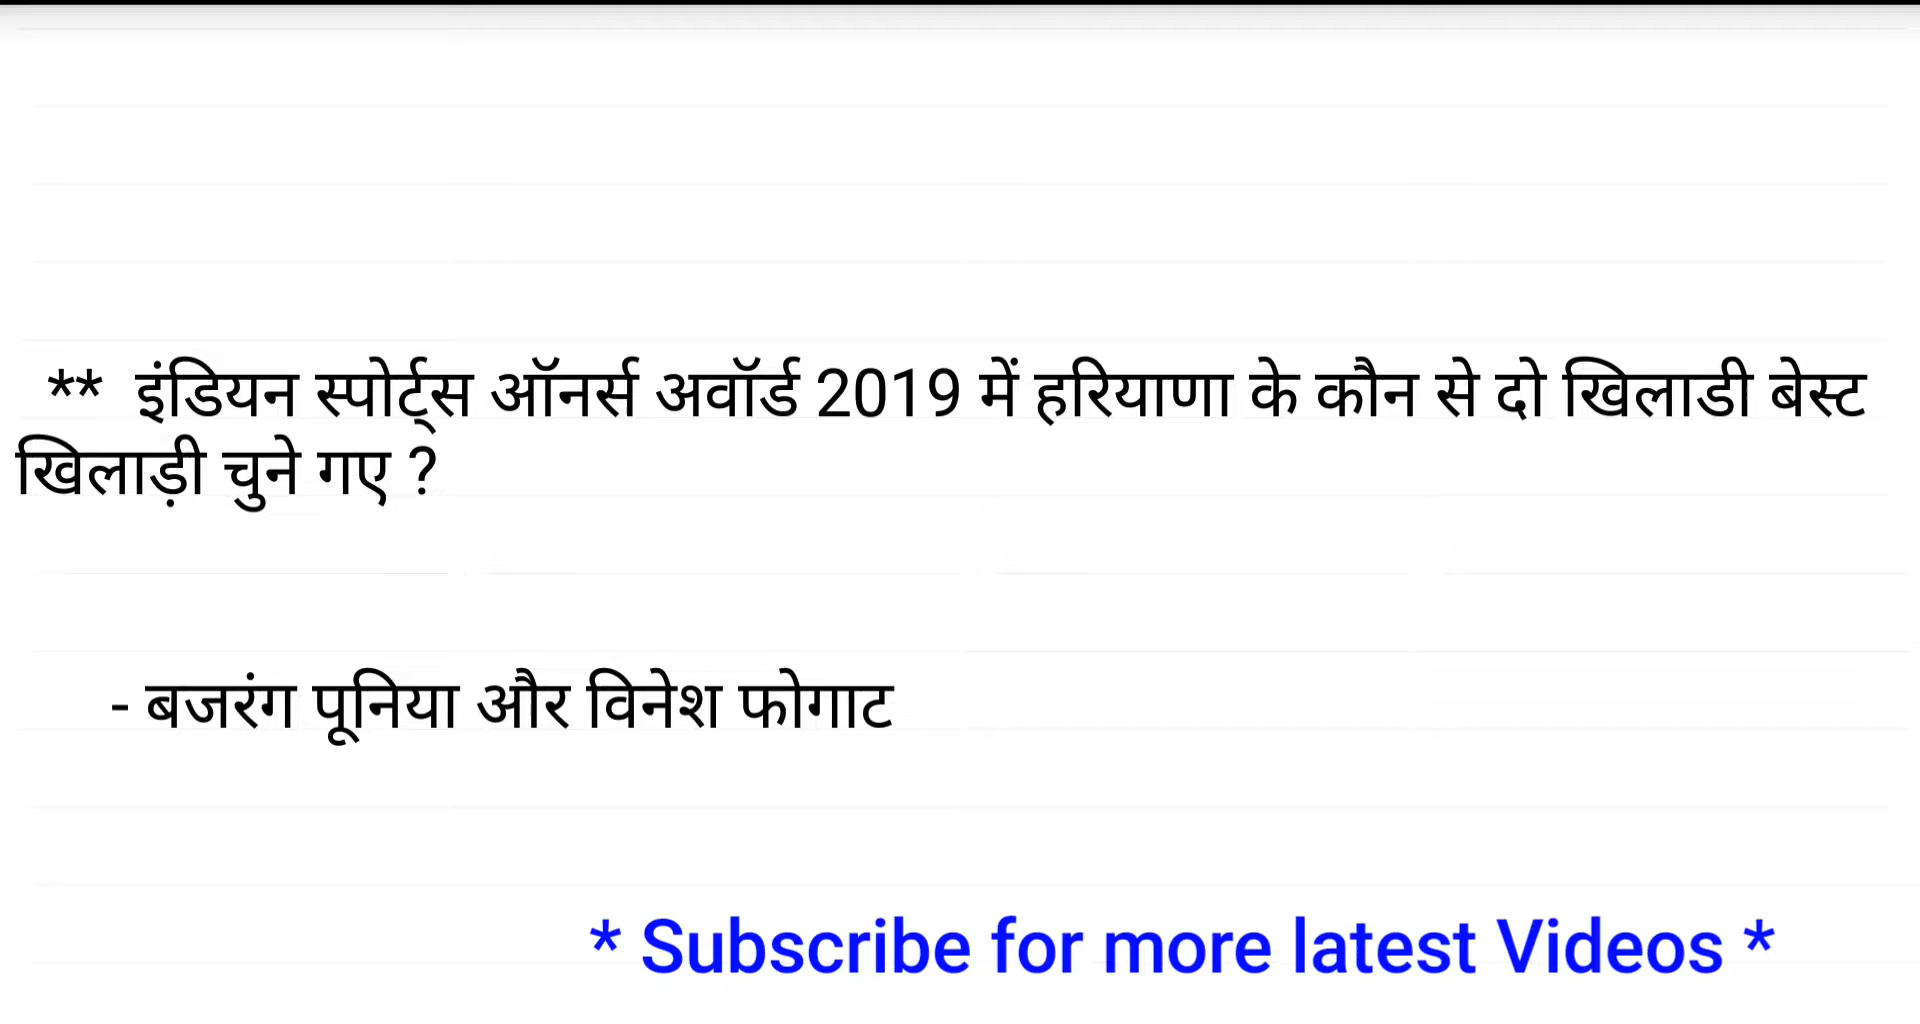 ** इंडियन स्पोर्ट्स ऑनर्स अवॉर्ड 2019 में हरियाणा के कौन से दो खिलाडी बेस्ट
खिलाड़ी चुने गए ?
- बजरंग पूनिया और विनेश फोगाट
* Subscribe for more latest Videos *